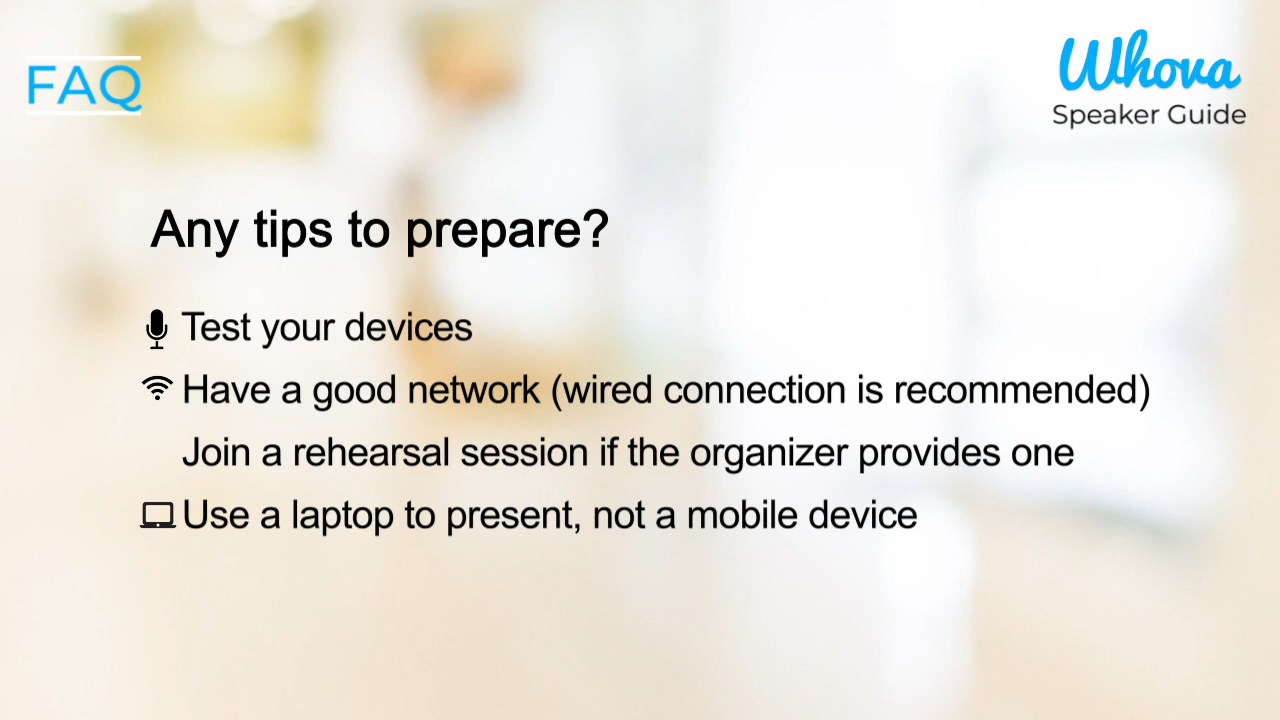 FAQ
Whova
Speaker Guide
Any tips to prepare?
Test your devices
Have a good network (wired connection is recommended)
Join a rehearsal session if the organizer provides one
Use a laptop to present, not a mobile device